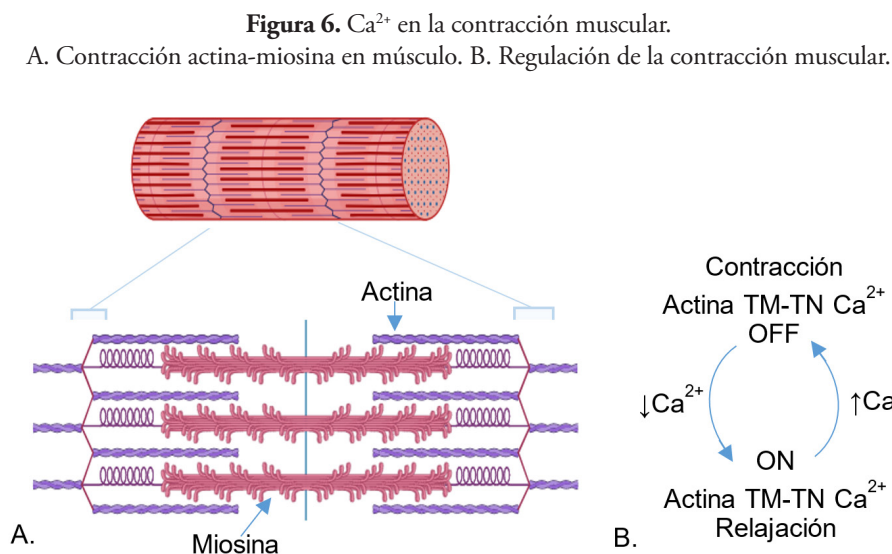 Figura 6. Ca²⁺ en la contracción muscular.
A. Contracción actina-miosina en músculo. B. Regulación de la contracción muscular.
Actina
Miosina
A.
Contracción
Actina TM-TN Ca²⁺
OFF
↓Ca²⁺
↑Ca
ON
Actina TM-TN Ca²⁺
Relajación
B.